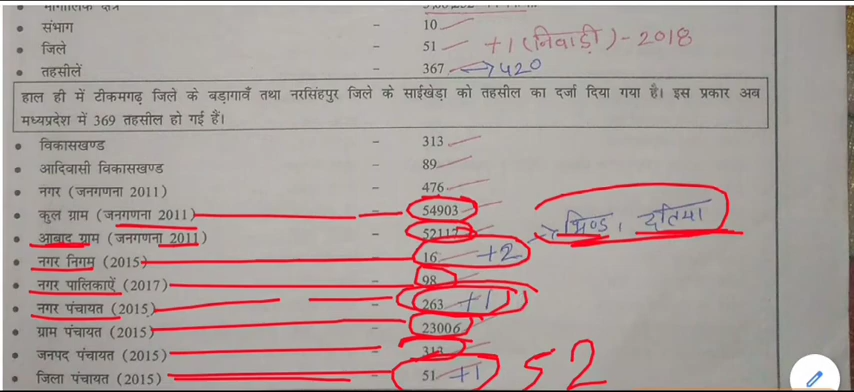 संभाग - 10
जिले - 51 +1 (निवाड़ी) - 2018
तहसीलें - 367 → 420
हाल ही में टीकमगढ़ जिले के बड़ागावँ तथा नरसिंहपुर जिले के साईखेड़ा को तहसील का दर्जा दिया गया है। इस प्रकार अब
मध्यप्रदेश में 369 तहसील हो गई हैं।
विकासखण्ड - 313
आदिवासी विकासखण्ड - 89
नगर (जनगणना 2011) - 476
कुल ग्राम (जनगणना 2011) - 54903
आबाद ग्राम (जनगणना 2011) - 52117 → भिण्ड, दतिया
नगर निगम (2015) - 16 +2
नगर पालिकाऐं (2017) - 98
नगर पंचायत (2015) - 263 +1
ग्राम पंचायत (2015) - 23006
जनपद पंचायत (2015) - 313
जिला पंचायत (2015) - 51 +1 52